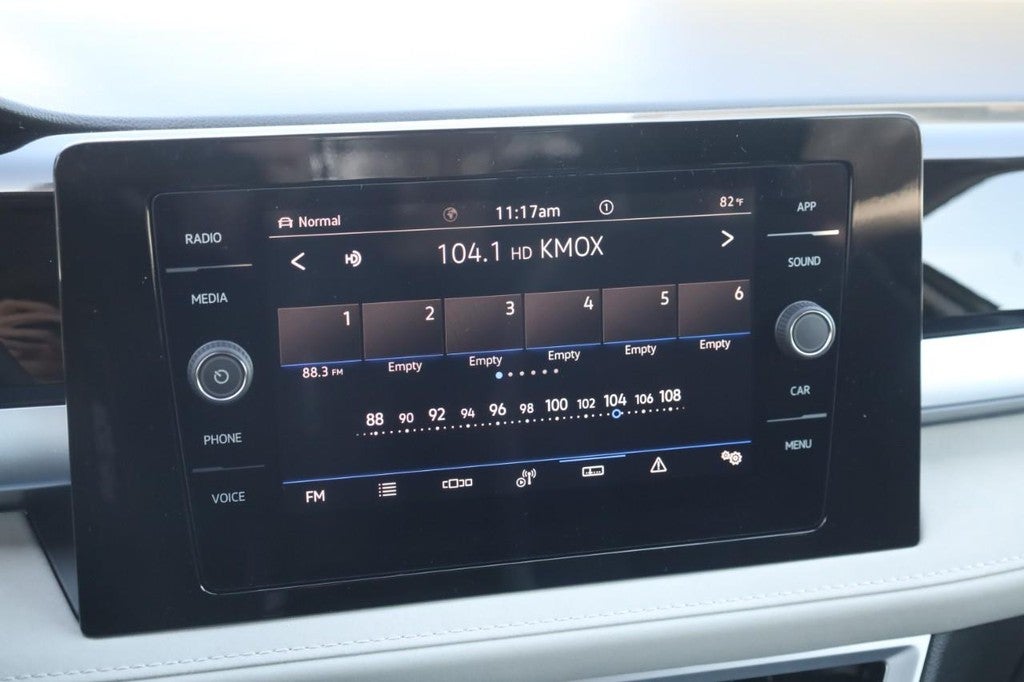 RADIO
MEDIA
PHONE
VOICE
Normal 11:17am 1 82 °F
< HD 104.1 HD KMOX >
1 2 3 4 5 6
88.3 FM Empty Empty Empty Empty Empty
88 90 92 94 96 98 100 102 104 106 108
FM
APP
SOUND
CAR
MENU